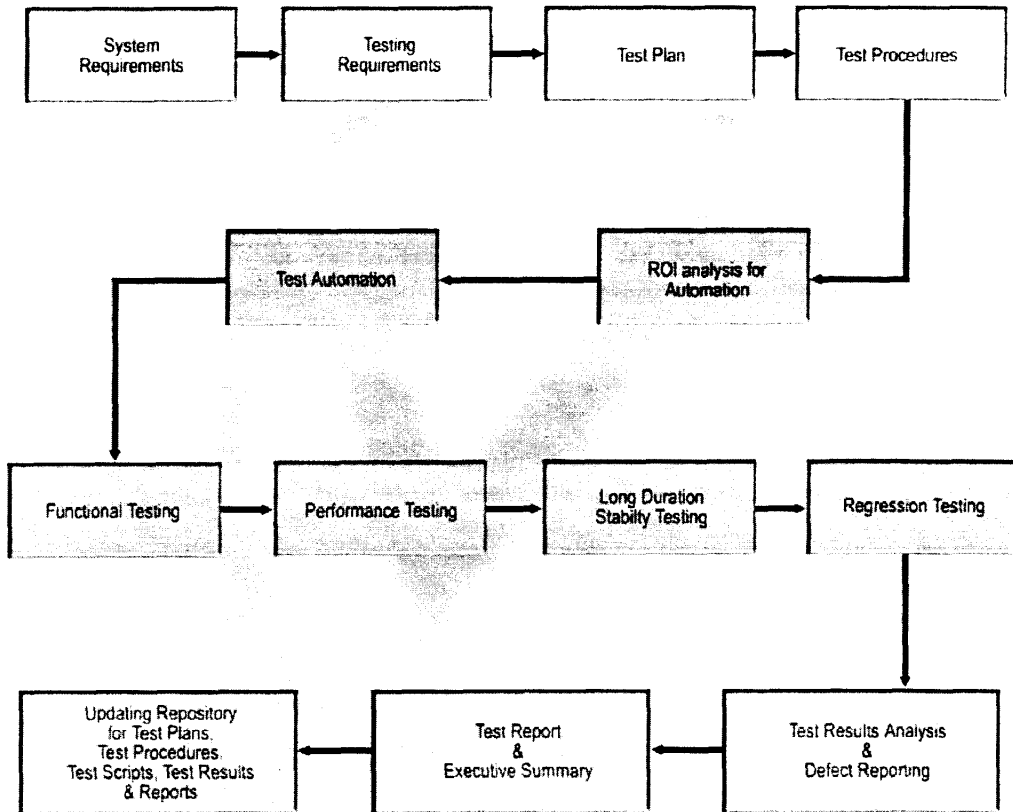 System
Requirements
Testing
Requirements
Test Plan
Test Procedures
ROI analysis for
Automation
Test Automation
Functional Testing
Performance Testing
Long Duration
Stabilty Testing
Regression Testing
Test Results Analysis
&
Defect Reporting
Test Report
&
Executive Summary
Updating Repository
for Test Plans,
Test Procedures,
Test Scripts, Test Results
& Reports